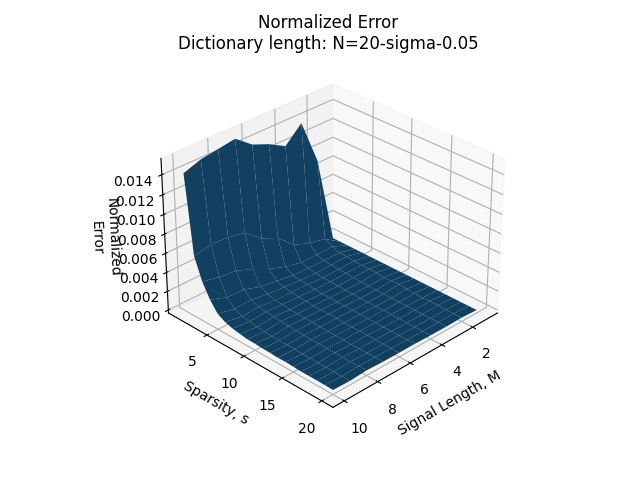 Normalized Error
Dictionary length: N=20-sigma-0.05
0.014
0.012
0.010
0.008
0.006
0.004
0.002
0.000
Normalized
Error
5
10
15
20
Sparsity, s
10
8
6
4
2
Signal Length, M